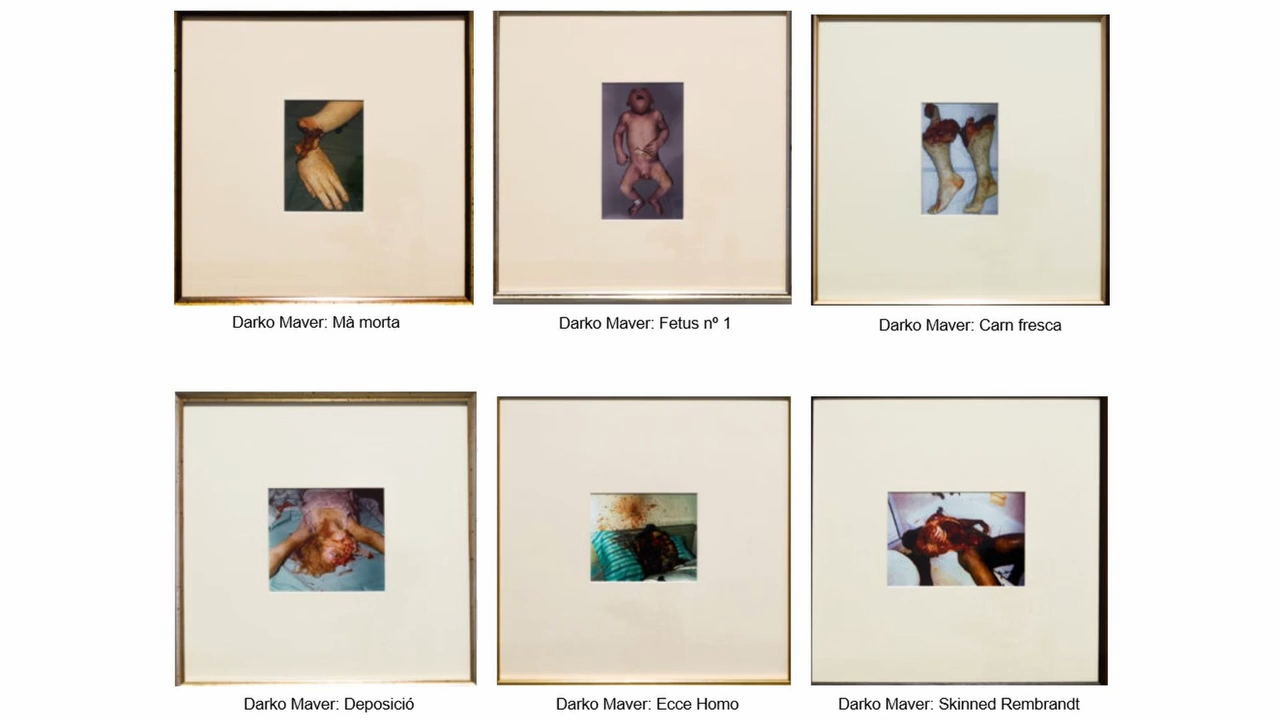 Darko Maver: Mà morta
Darko Maver: Fetus nº 1
Darko Maver: Carn fresca
Darko Maver: Deposició
Darko Maver: Ecce Homo
Darko Maver: Skinned Rembrandt